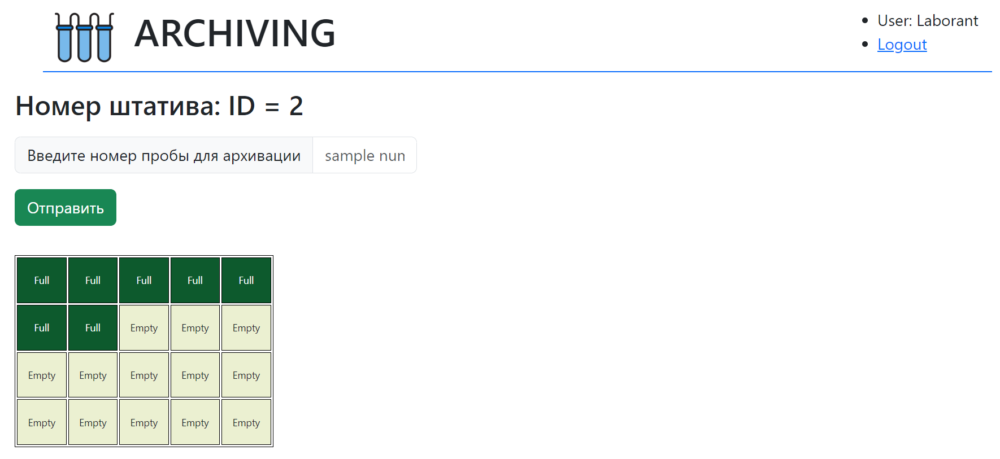 ARCHIVING
User: Laborant
Logout
Номер штатива: ID = 2
Введите номер пробы для архивации sample nun
Отправить
Full Full Full Full Full
Full Full Empty Empty Empty
Empty Empty Empty Empty Empty
Empty Empty Empty Empty Empty